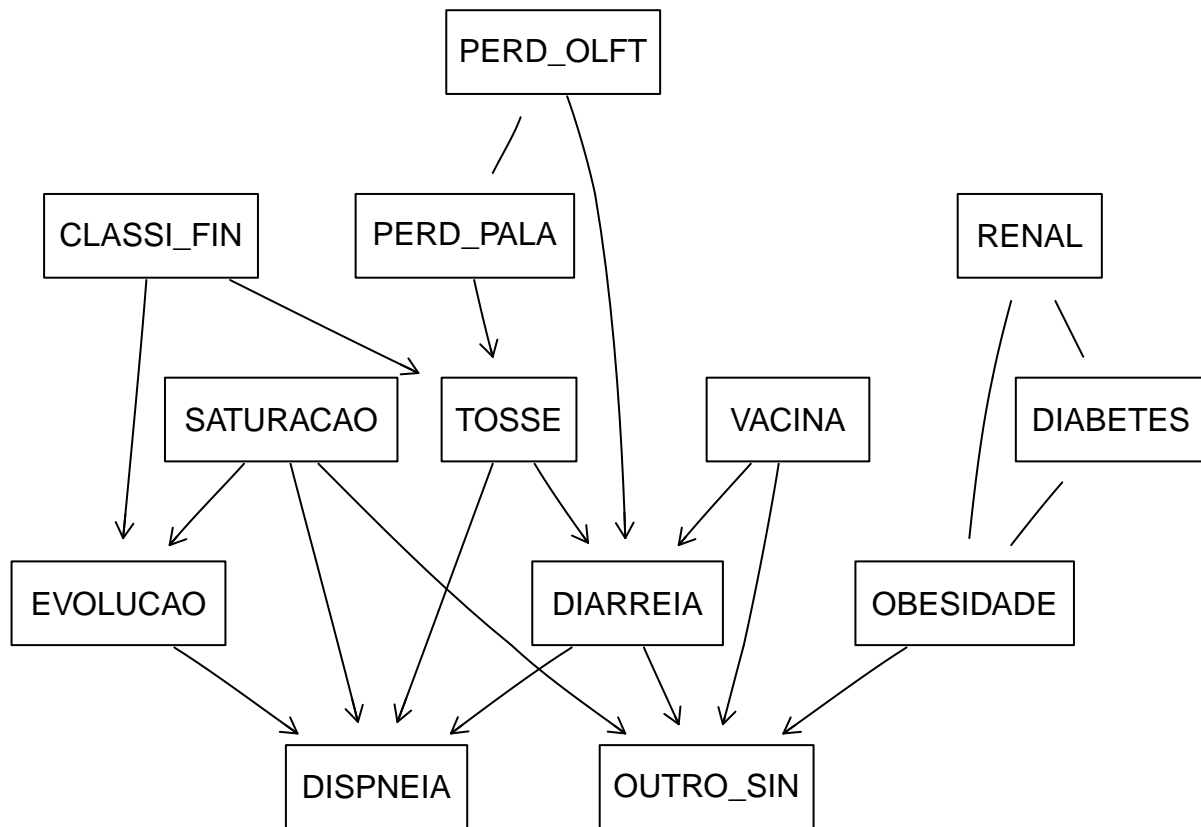 PERD_OLFT
CLASSI_FIN
PERD_PALA
RENAL
SATURACAO
TOSSE
VACINA
DIABETES
EVOLUCAO
DIARREIA
OBESIDADE
DISPNEIA
OUTRO_SIN